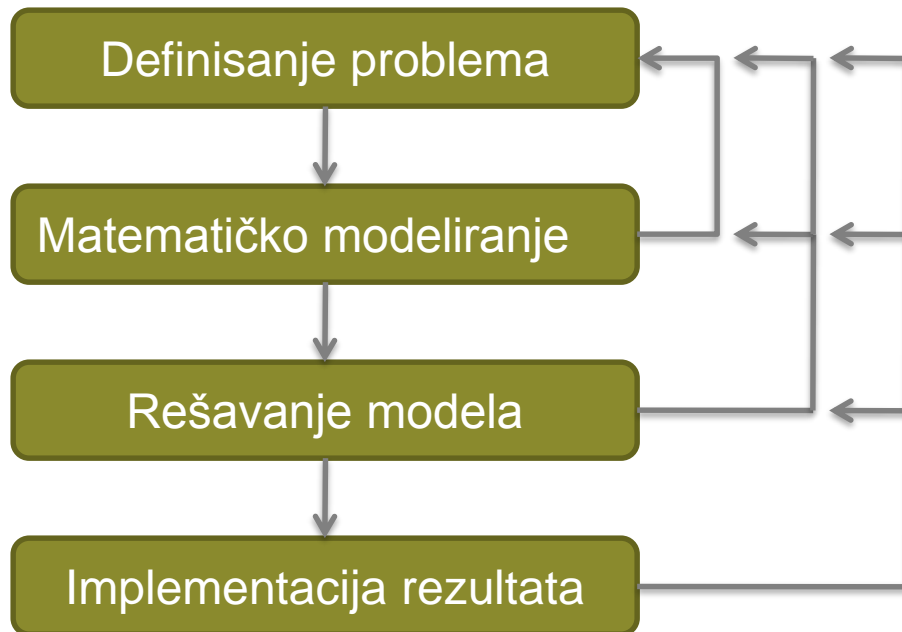 Definisanje problema
Matematičko modeliranje
Rešavanje modela
Implementacija rezultata